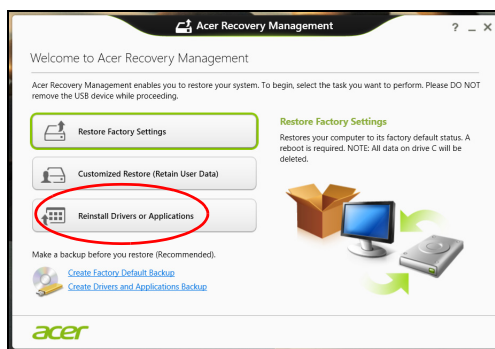 Acer Recovery Management
? _ X
Welcome to Acer Recovery Management
Acer Recovery Management enables you to restore your system. To begin, select the task you want to perform. Please DO NOT
remove the USB device while proceeding.
Restore Factory Settings
Customized Restore (Retain User Data)
Reinstall Drivers or Applications
Make a backup before you restore (Recommended).
Create Factory Default Backup
Create Drivers and Applications Backup
Restore Factory Settings
Restores your computer to its factory default status. A
reboot is required. NOTE: All data on drive C will be
deleted.
acer